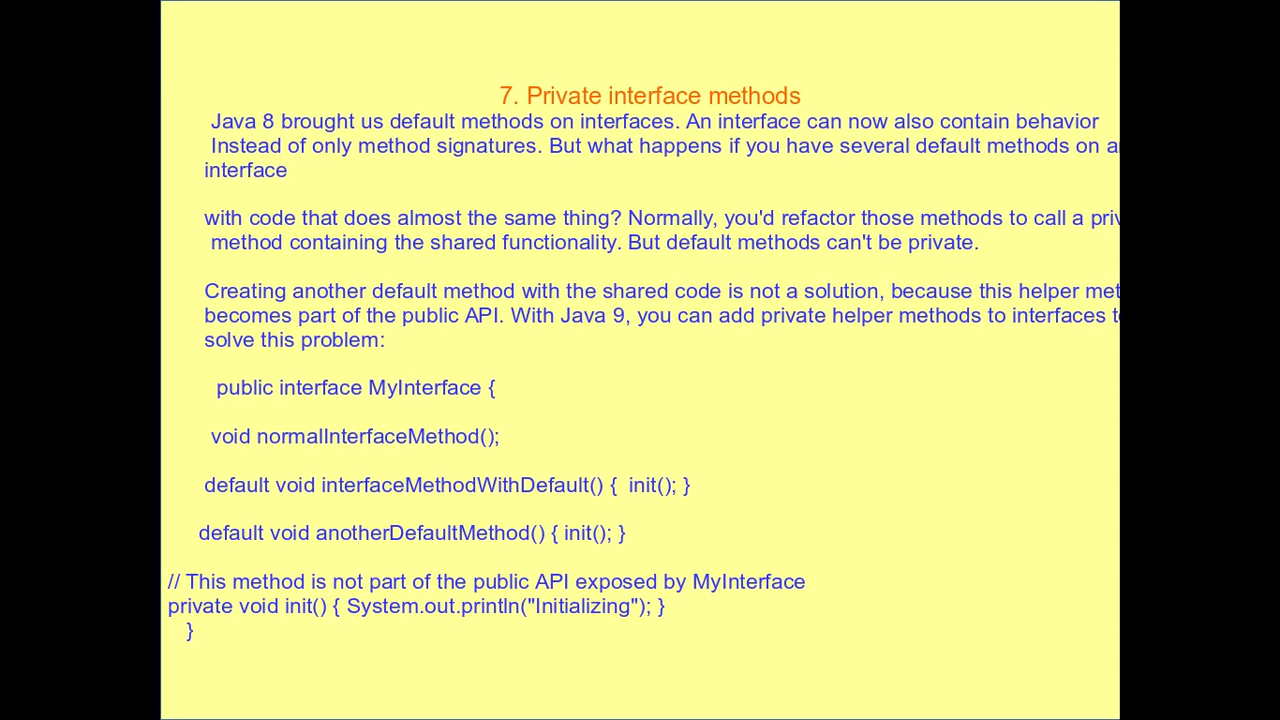 7. Private interface methods
Java 8 brought us default methods on interfaces. An interface can now also contain behavior
Instead of only method signatures. But what happens if you have several default methods on
interface
with code that does almost the same thing? Normally, you'd refactor those methods to call a
method containing the shared functionality. But default methods can't be private.
Creating another default method with the shared code is not a solution, because this helper
becomes part of the public API. With Java 9, you can add private helper methods to interfaces
solve this problem:
public interface MyInterface {
void normalInterfaceMethod();
default void interfaceMethodWithDefault() { init(); }
default void anotherDefaultMethod() { init(); }
// This method is not part of the public API exposed by MyInterface
private void init() { System.out.println("Initializing"); }
}